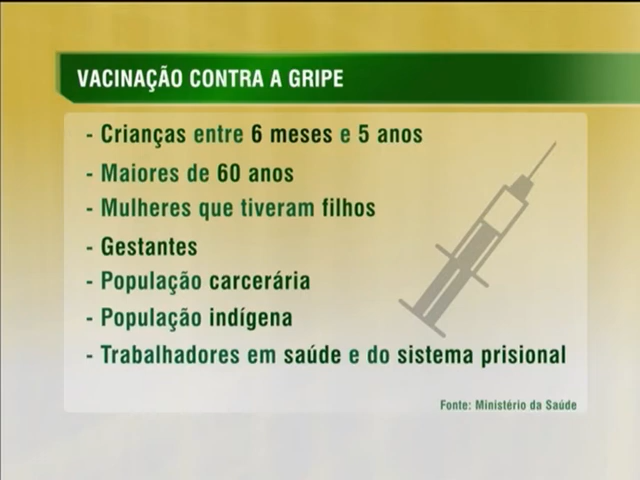 VACINAÇÃO CONTRA A GRIPE
- Crianças entre 6 meses e 5 anos
- Maiores de 60 anos
- Mulheres que tiveram filhos
- Gestantes
- População carcerária
- População indígena
- Trabalhadores em saúde e do sistema prisional
Fonte: Ministério da Saúde